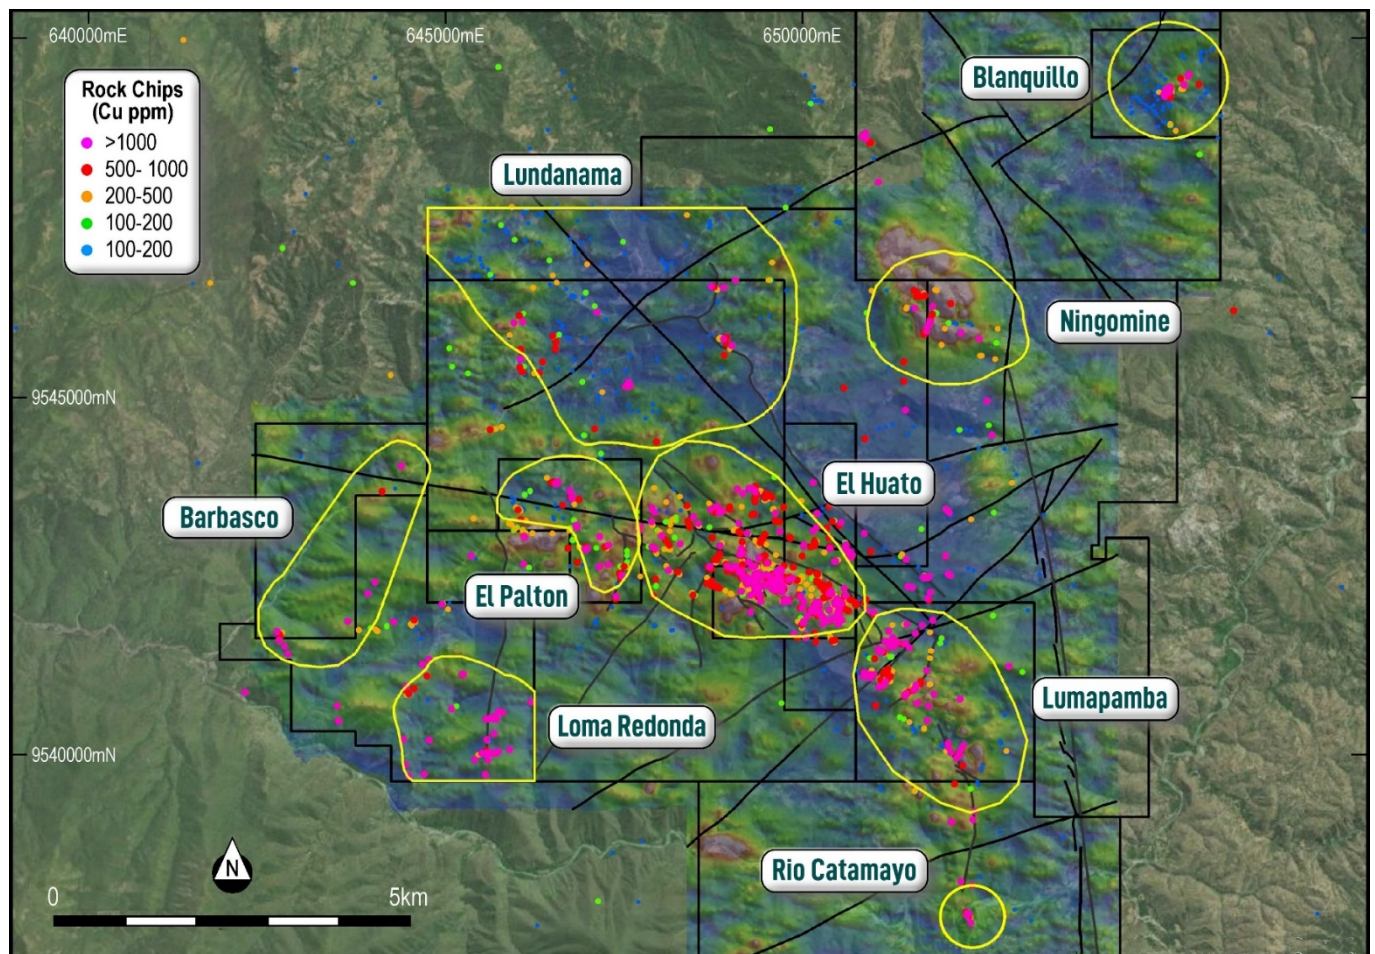 640000mE
645000mE
650000mE
Rock Chips
(Cu ppm)
>1000
500- 1000
200-500
100-200
100-200
Blanquillo
Lundanama
Ningomine
9545000mN
El Huato
Barbasco
El Palton
Lumapamba
Loma Redonda
9540000mN
Rio Catamayo
N
0
5km